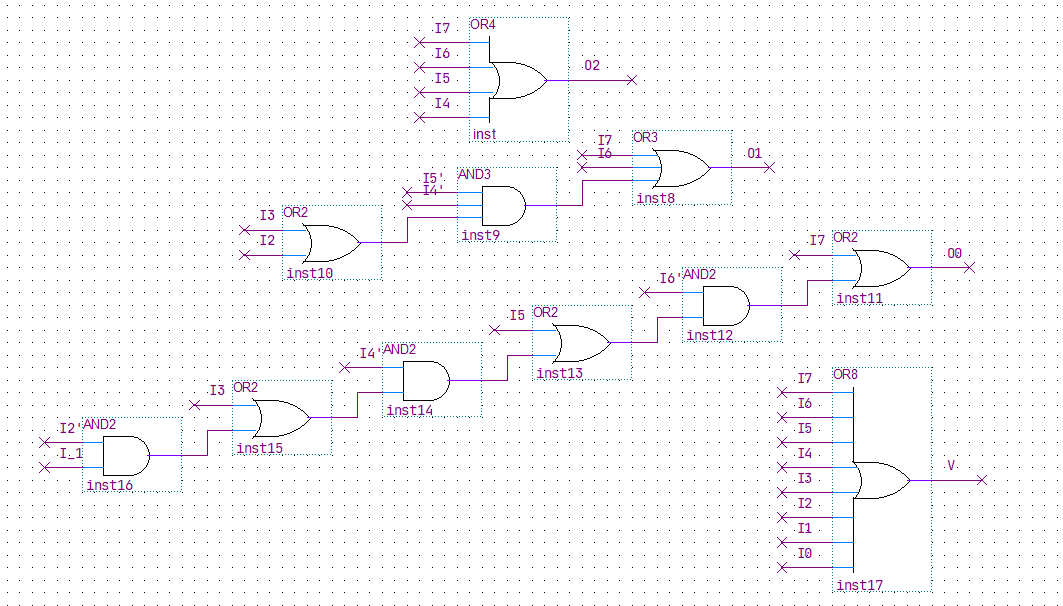 OR4
I7
I6
I5
I4
O2
inst
OR3
I7
I6
O1
inst8
AND3
I5'
I4'
inst9
OR2
I3
I2
inst10
OR2
I7
O0
inst11
AND2
I6'
inst12
OR2
I5
inst13
AND2
I4'
inst14
OR2
I3
inst15
AND2
I2'
I_1
inst16
OR8
I7
I6
I5
I4
I3
I2
I1
I0
V
inst17